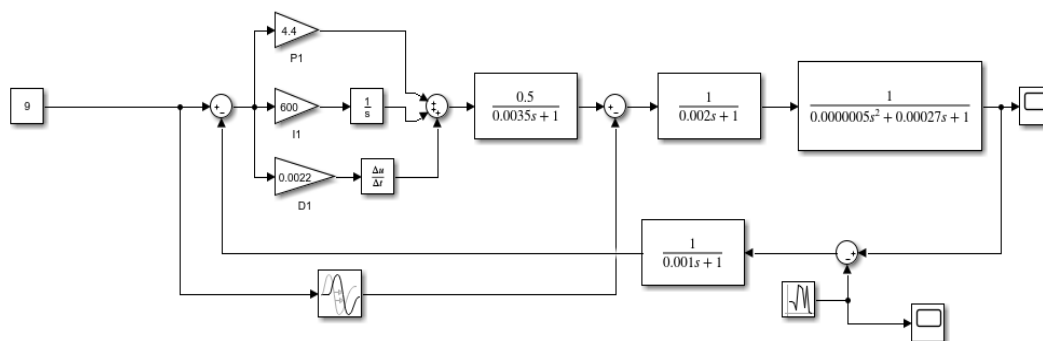 4.4
P1
9
600
I1
1
s
0.0022
D1
Δu
Δt
0.5
0.0035s + 1
1
0.002s + 1
1
0.0000005s² + 0.00027s + 1
1
0.001s + 1